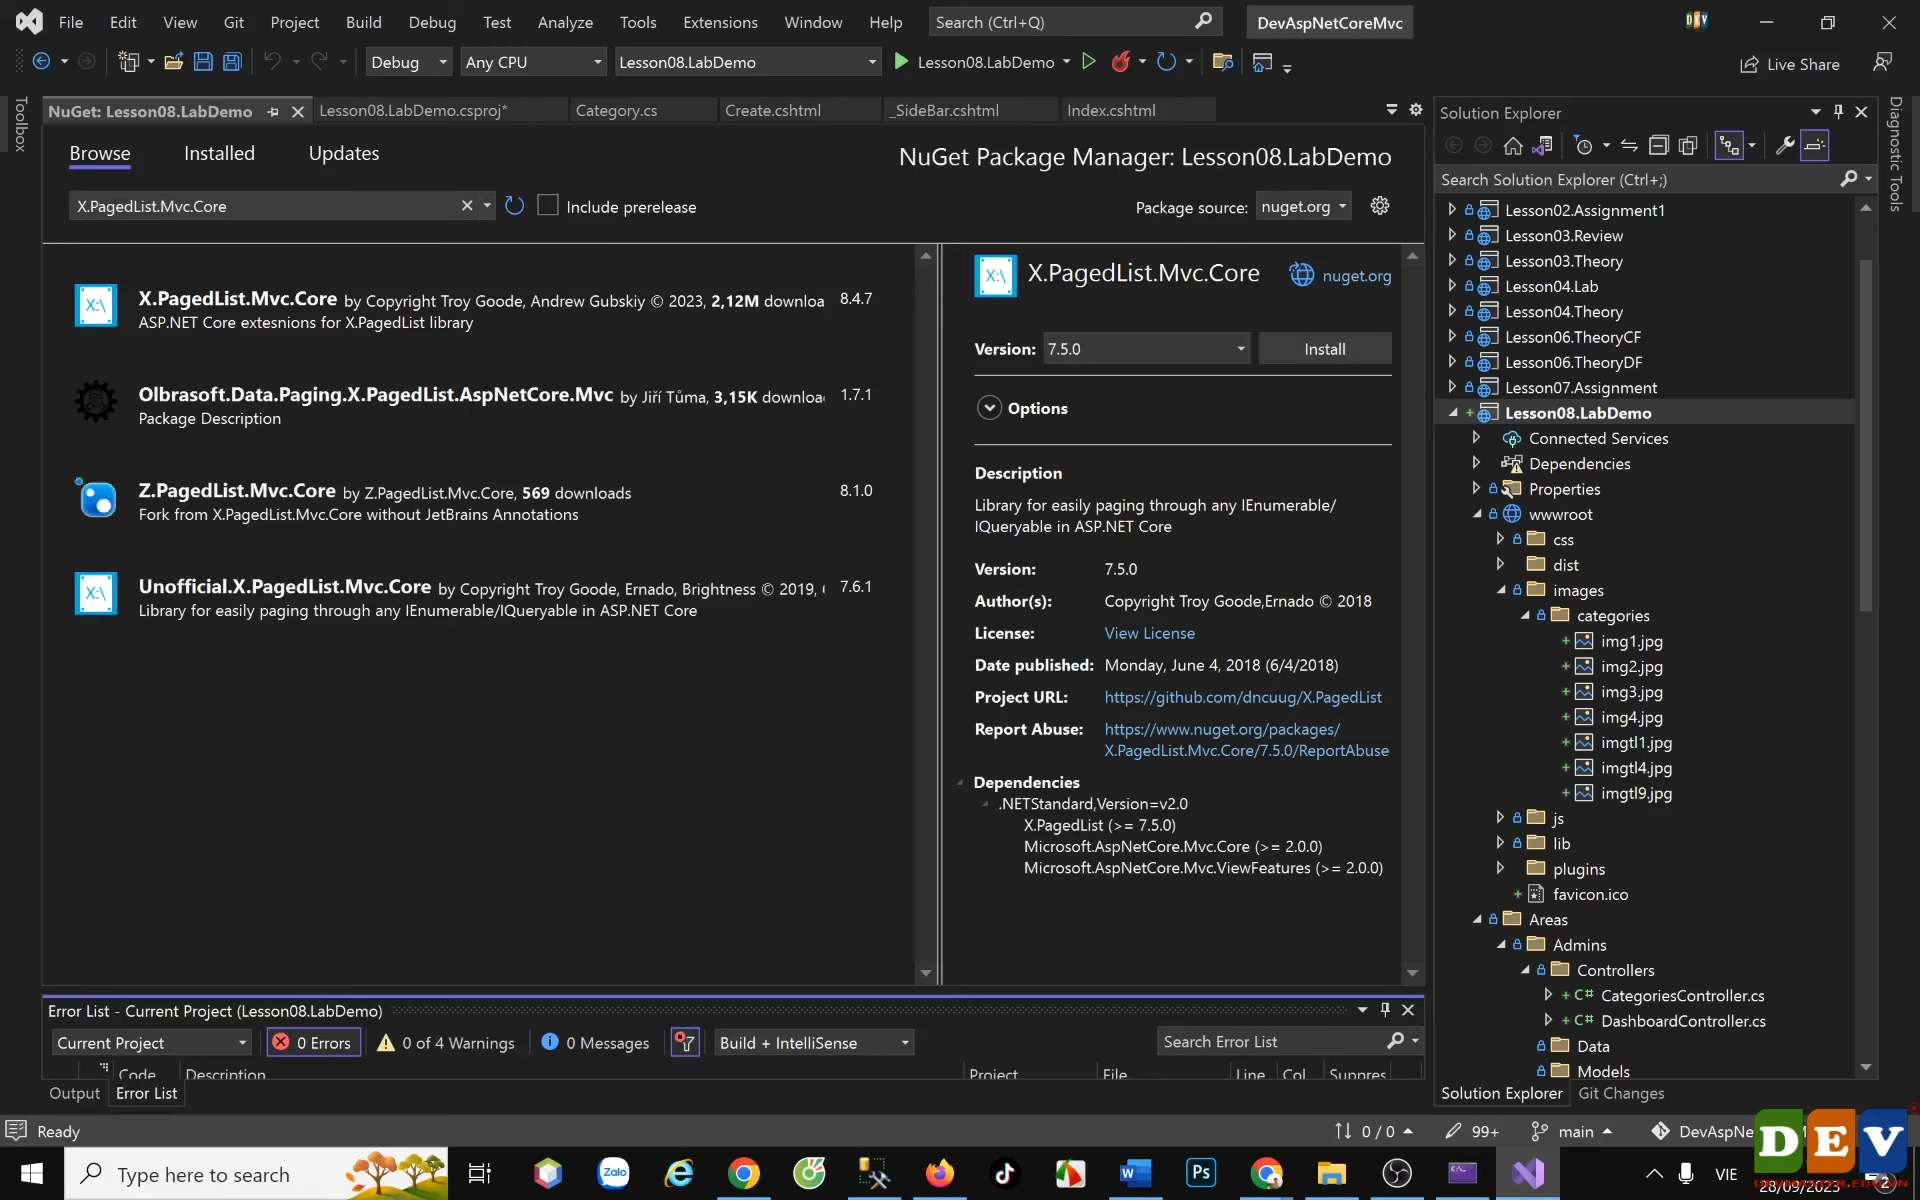 File Edit View Git Project Build Debug Test Analyze Tools Extensions Window Help Search (Ctrl+Q) DevAspNetCoreMvc
Debug Any CPU Lesson08.LabDemo Lesson08.LabDemo Live Share
Toolbox
NuGet: Lesson08.LabDemo Lesson08.LabDemo.csproj* Category.cs Create.cshtml _SideBar.cshtml Index.cshtml
Browse Installed Updates
NuGet Package Manager: Lesson08.LabDemo
X.PagedList.Mvc.Core Include prerelease Package source: nuget.org
X.PagedList.Mvc.Core by Copyright Troy Goode, Andrew Gubskiy © 2023, 2,12M downloa 8.4.7
ASP.NET Core extesnions for X.PagedList library
Olbrasoft.Data.Paging.X.PagedList.AspNetCore.Mvc by Jiří Tůma, 3,15K downloa 1.7.1
Package Description
Z.PagedList.Mvc.Core by Z.PagedList.Mvc.Core, 569 downloads 8.1.0
Fork from X.PagedList.Mvc.Core without JetBrains Annotations
Unofficial.X.PagedList.Mvc.Core by Copyright Troy Goode, Ernado, Brightness © 2019, 7.6.1
Library for easily paging through any IEnumerable/IQueryable in ASP.NET Core
X:\
X:\
X:\ X.PagedList.Mvc.Core nuget.org
Version: 7.5.0 Install
Options
Description
Library for easily paging through any IEnumerable/
IQueryable in ASP.NET Core
Version: 7.5.0
Author(s): Copyright Troy Goode,Ernado © 2018
License: View License
Date published: Monday, June 4, 2018 (6/4/2018)
Project URL: https://github.com/dncuug/X.PagedList
Report Abuse: https://www.nuget.org/packages/
X.PagedList.Mvc.Core/7.5.0/ReportAbuse
Dependencies
.NETStandard,Version=v2.0
X.PagedList (>= 7.5.0)
Microsoft.AspNetCore.Mvc.Core (>= 2.0.0)
Microsoft.AspNetCore.Mvc.ViewFeatures (>= 2.0.0)
Error List - Current Project (Lesson08.LabDemo)
Current Project 0 Errors 0 of 4 Warnings 0 Messages Build + IntelliSense Search Error List
Code Description Project File Line Col Suppres
Output Error List
Solution Explorer
Search Solution Explorer (Ctrl+;)
Lesson02.Assignment1
Lesson03.Review
Lesson03.Theory
Lesson04.Lab
Lesson04.Theory
Lesson06.TheoryCF
Lesson06.TheoryDF
Lesson07.Assignment
Lesson08.LabDemo
Connected Services
Dependencies
Properties
wwwroot
css
dist
images
categories
img1.jpg
img2.jpg
img3.jpg
img4.jpg
imgtl1.jpg
imgtl4.jpg
imgtl9.jpg
js
lib
plugins
favicon.ico
Areas
Admins
Controllers
C# CategoriesController.cs
C# DashboardController.cs
Data
Models
Solution Explorer Git Changes
Diagnostic Tools
Ready 0 / 0 99+ main DevAspNe
Type here to search Zalo Ps VIE 28/09/2023 2
DEV
DEVMASTER.EDU.VN